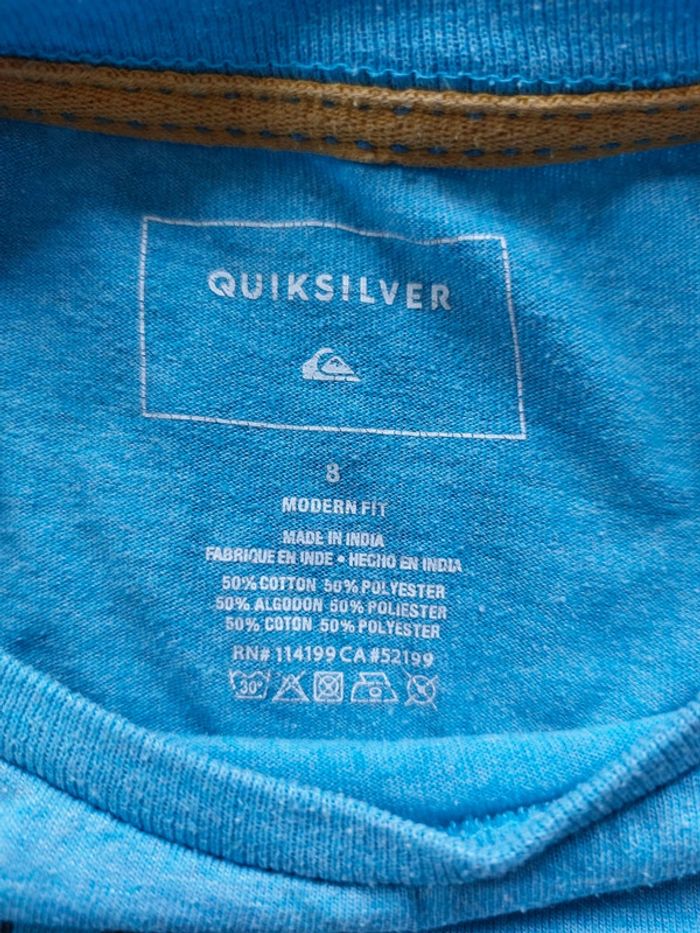 QUIKSILVER
8
MODERN FIT
MADE IN INDIA
FABRIQUE EN INDE • HECHO EN INDIA
50% COTTON 50% POLYESTER
50% ALGODON 50% POLIESTER
50% COTON 50% POLYESTER
RN# 114199 CA #52199
30°